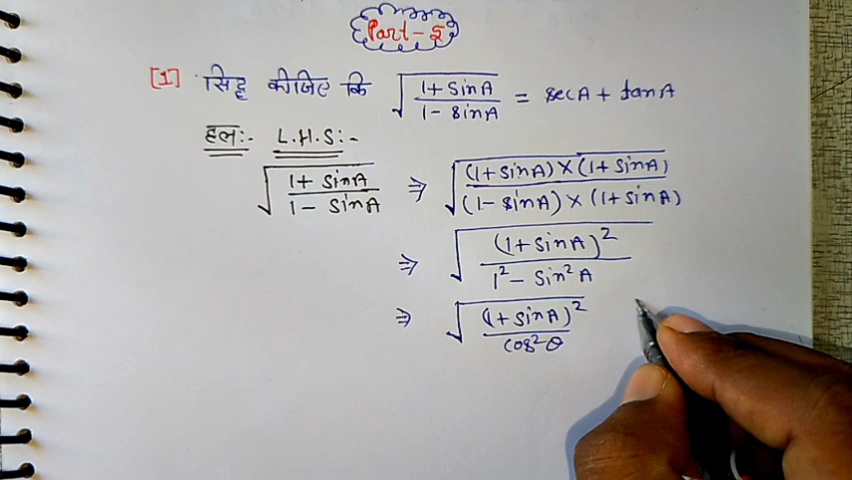 Part-5
[1] सिद्ध कीजिए कि √((1+sinA)/(1-sinA)) = secA + tanA
हल:- L.H.S:-
√((1+sinA)/(1-sinA)) ⇒ √(((1+sinA)×(1+sinA))/((1-sinA)×(1+sinA)))
⇒ √((1+sinA)²/(1²-sin²A))
⇒ √((1+sinA)²/cos²θ)